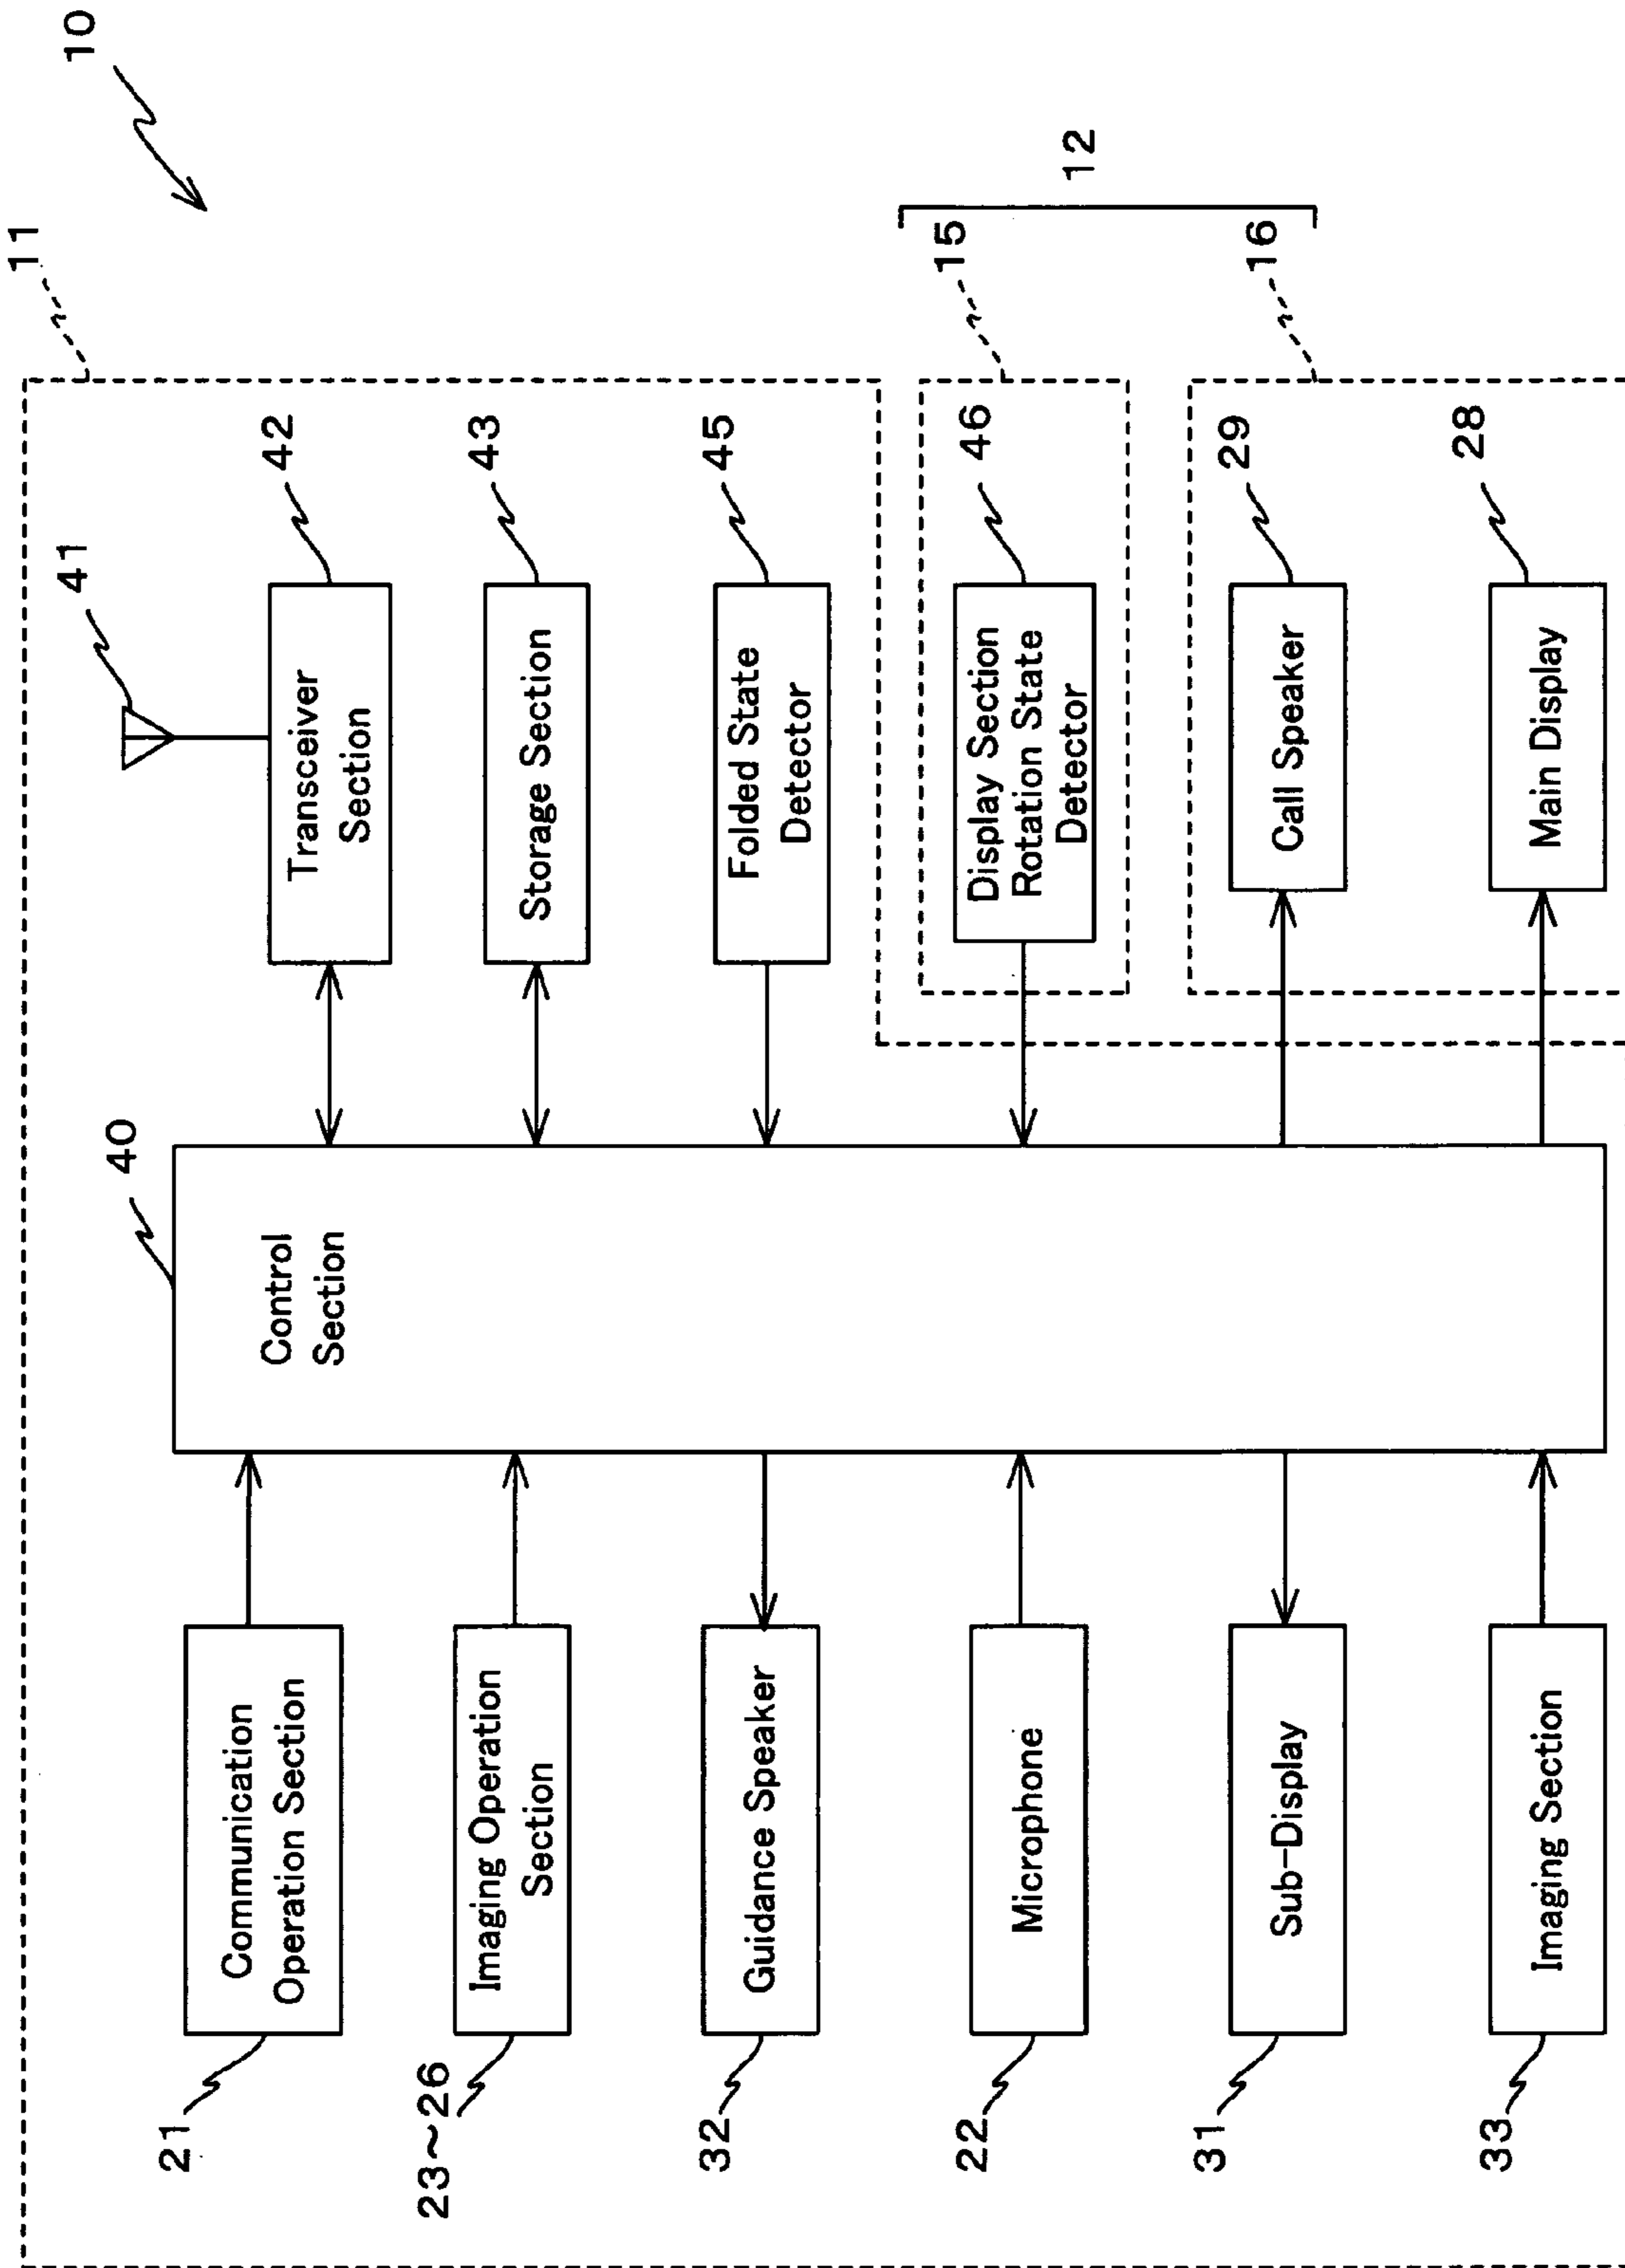 10
11
41
42
43
45
15
12
16
46
29
28
40
Transceiver
Section
Storage Section
Folded State
Detector
Display Section
Rotation State
Detector
Call Speaker
Main Display
Control
Section
Communication
Operation Section
Imaging Operation
Section
Guidance Speaker
Microphone
Sub-Display
Imaging Section
21
23~26
32
22
31
33